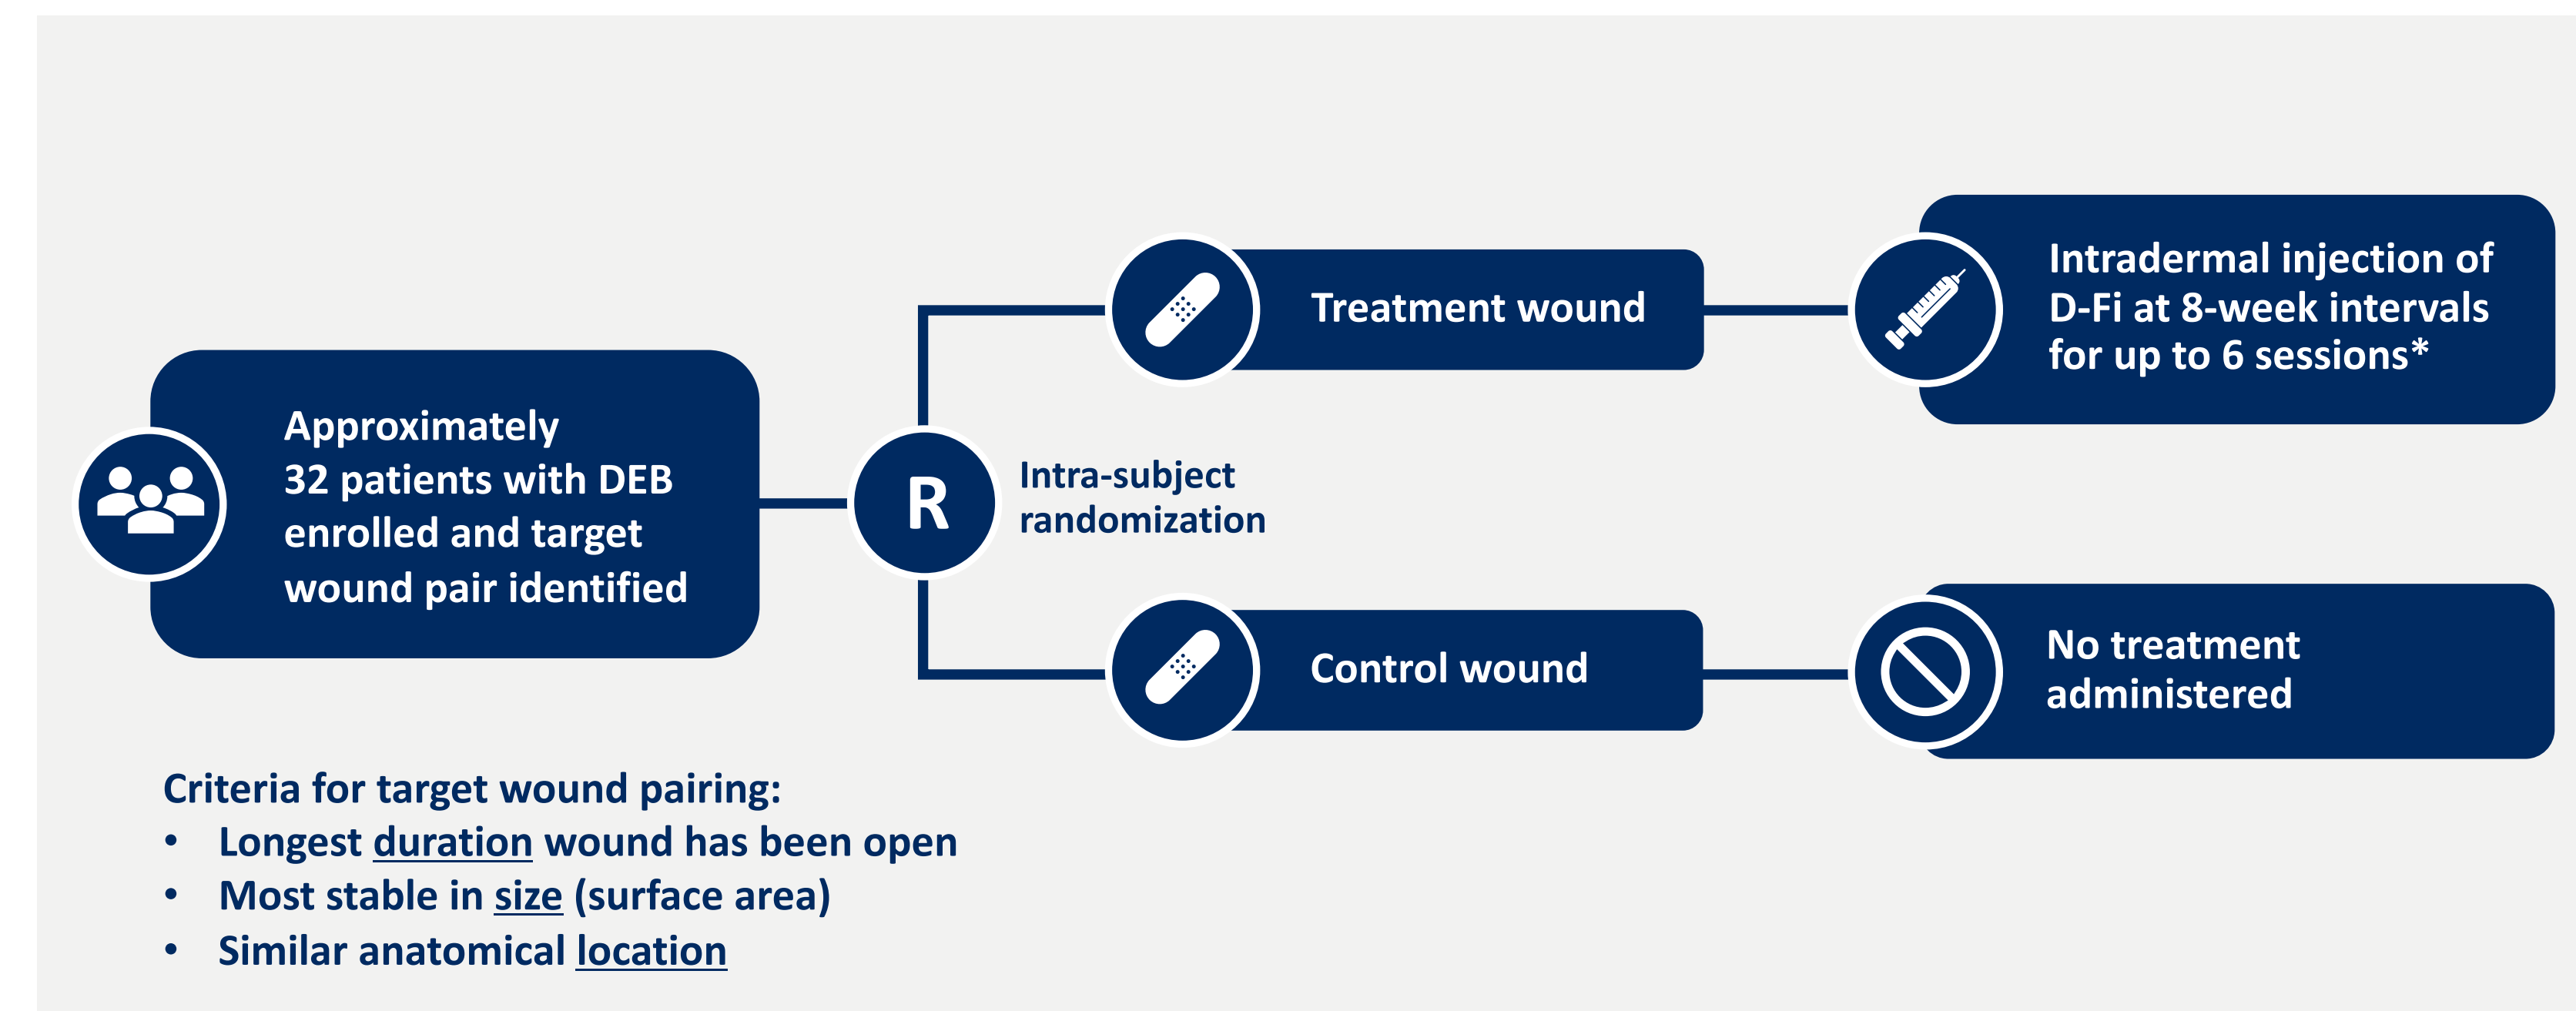 Approximately
32 patients with DEB
enrolled and target
wound pair identified
R
Intra-subject
randomization
Treatment wound
Intradermal injection of
D-Fi at 8-week intervals
for up to 6 sessions*
Control wound
No treatment
administered
Criteria for target wound pairing:
• Longest duration wound has been open
• Most stable in size (surface area)
• Similar anatomical location